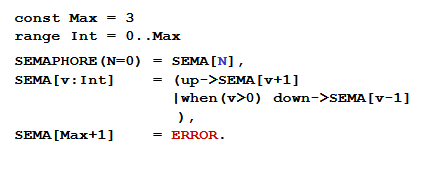 const Max = 3
range Int = 0..Max
SEMAPHORE(N=0) = SEMA[N],
SEMA[v:Int] = (up->SEMA[v+1]
|when(v>0) down->SEMA[v-1]
),
SEMA[Max+1] = ERROR.